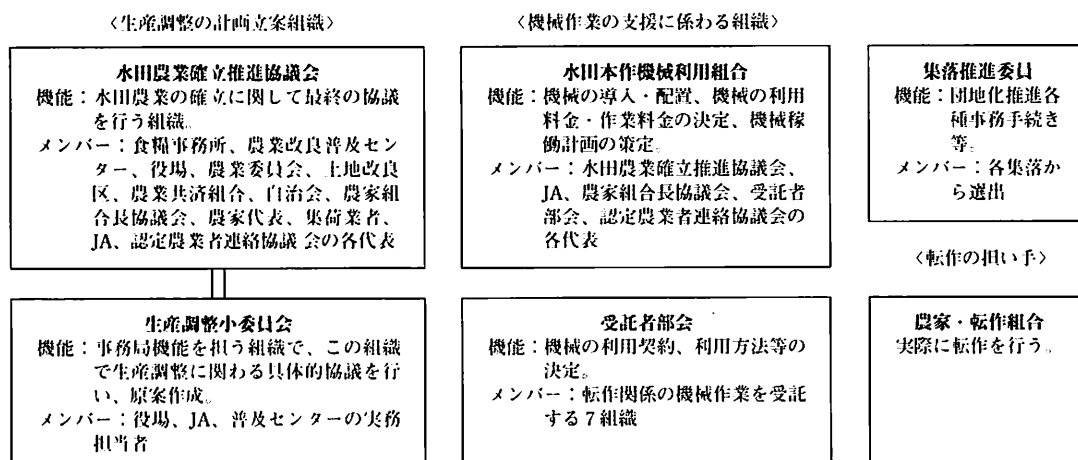 〈生産調整の計画立案組織〉
水田農業確立推進協議会
機能：水田農業の確立に関して最終の協議
を行う組織。
メンバー：食糧事務所、農業改良普及セン
ター、役場、農業委員会、土地改良
区、農業共済組合、自治会、農家組
合長協議会、農家代表、集荷業者、
JA、認定農業者連絡協議 会の各代表
生産調整小委員会
機能：事務局機能を担う組織で、この組織
で生産調整に関わる具体的協議を行
い、原案作成。
メンバー：役場、JA、普及センターの実務
担当者
〈機械作業の支援に係わる組織〉
水田本作機械利用組合
機能：機械の導入・配置、機械の利用
料金・作業料金の決定、機械稼
働計画の策定。
メンバー：水田農業確立推進協議会、
JA、農家組合長協議会、受託者
部会、認定農業者連絡協議会の
各代表
受託者部会
機能：機械の利用契約、利用方法等の
決定。
メンバー：転作関係の機械作業を受託
する７組織
集落推進委員
機能：団地化推進各
種事務手続き
等。
メンバー：各集落か
ら選出
〈転作の担い手〉
農家・転作組合
実際に転作を行う。